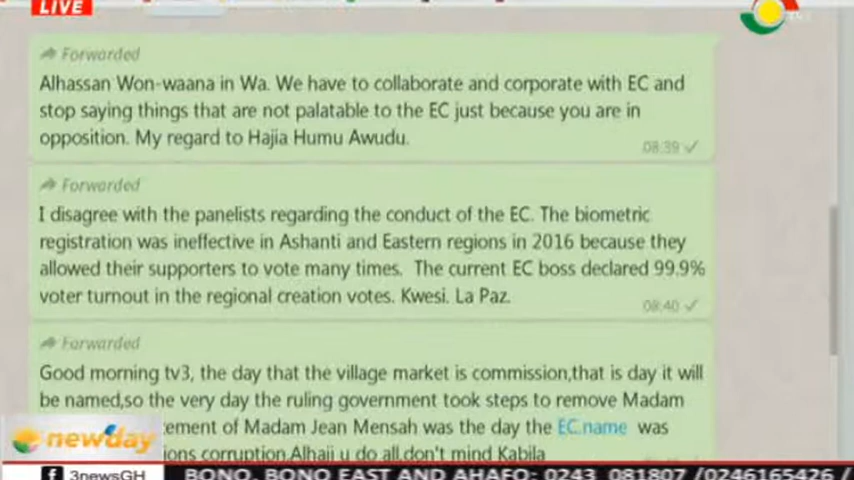 LIVE
Forwarded
Alhassan Won-waana in Wa. We have to collaborate and corporate with EC and
stop saying things that are not palatable to the EC just because you are in
opposition. My regard to Hajia Humu Awudu.
08:39
Forwarded
I disagree with the panelists regarding the conduct of the EC. The biometric
registration was ineffective in Ashanti and Eastern regions in 2016 because they
allowed their supporters to vote many times. The current EC boss declared 99.9%
voter turnout in the regional creation votes. Kwesi. La Paz.
08:40
Forwarded
Good morning tv3, the day that the village market is commission,that is day it will
be named,so the very day the ruling government took steps to remove Madam
ement of Madam Jean Mensah was the day the EC.name was
ions corruption.Alhaji u do all,don't mind Kabila
newday
3newsGH
BONO, BONO EAST AND AHAFO: 0243 081807 /0246165426 /